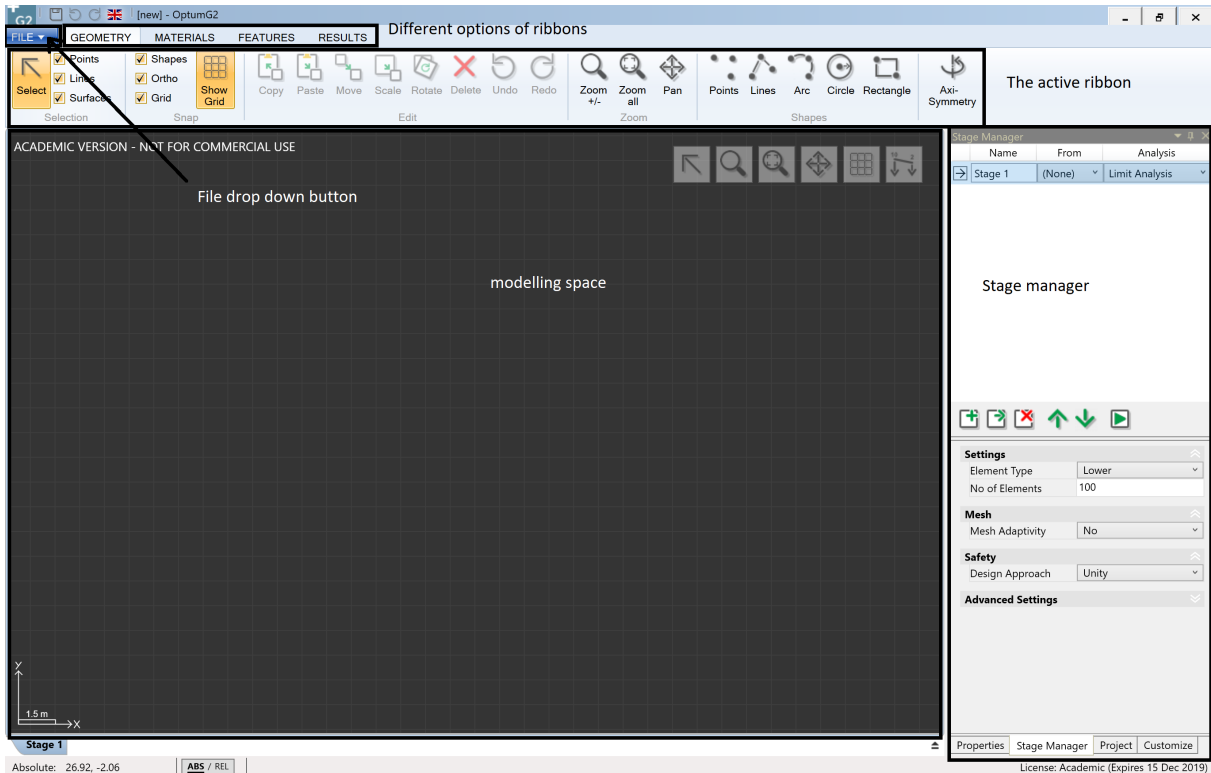 G2 [new] - OptumG2
FILE GEOMETRY MATERIALS FEATURES RESULTS Different options of ribbons
Select Points Lines Surfaces Selection
Shapes Ortho Grid Show Grid Snap
Copy Paste Move Scale Rotate Delete Undo Redo Edit
Zoom +/- Zoom all Pan Zoom
Points Lines Arc Circle Rectangle Shapes
Axi-Symmetry
The active ribbon
ACADEMIC VERSION - NOT FOR COMMERCIAL USE
File drop down button
modelling space
Stage Manager
Name From Analysis
Stage 1 (None) Limit Analysis
Stage manager
Settings
Element Type Lower
No of Elements 100
Mesh
Mesh Adaptivity No
Safety
Design Approach Unity
Advanced Settings
y
1.5 m
X
Stage 1
Properties Stage Manager Project Customize
Absolute: 26.92, -2.06 ABS / REL License: Academic (Expires 15 Dec 2019)